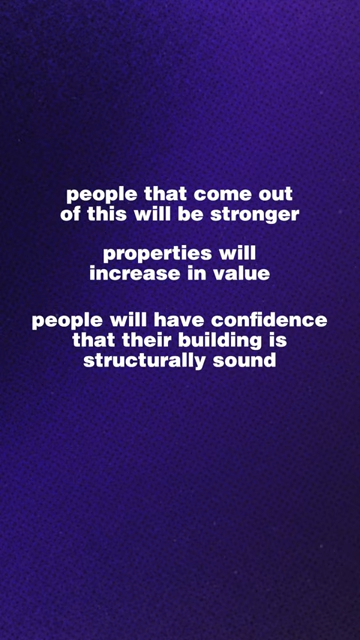 people that come out
of this will be stronger
properties will
increase in value
people will have confidence
that their building is
structurally sound